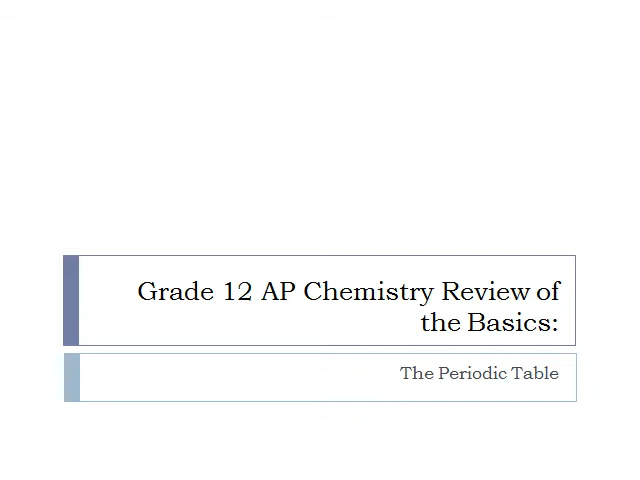 Grade 12 AP Chemistry Review of
the Basics:
The Periodic Table